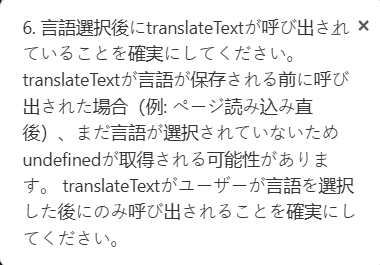 6. 言語選択後にtranslateTextが呼び出され
ていることを確実にしてください。
translateTextが言語が保存される前に呼び
出された場合（例: ページ読み込み直
後）、まだ言語が選択されていないため
undefinedが取得される可能性がありま
す。 translateTextがユーザーが言語を選択
した後にのみ呼び出されることを確実にし
てください。